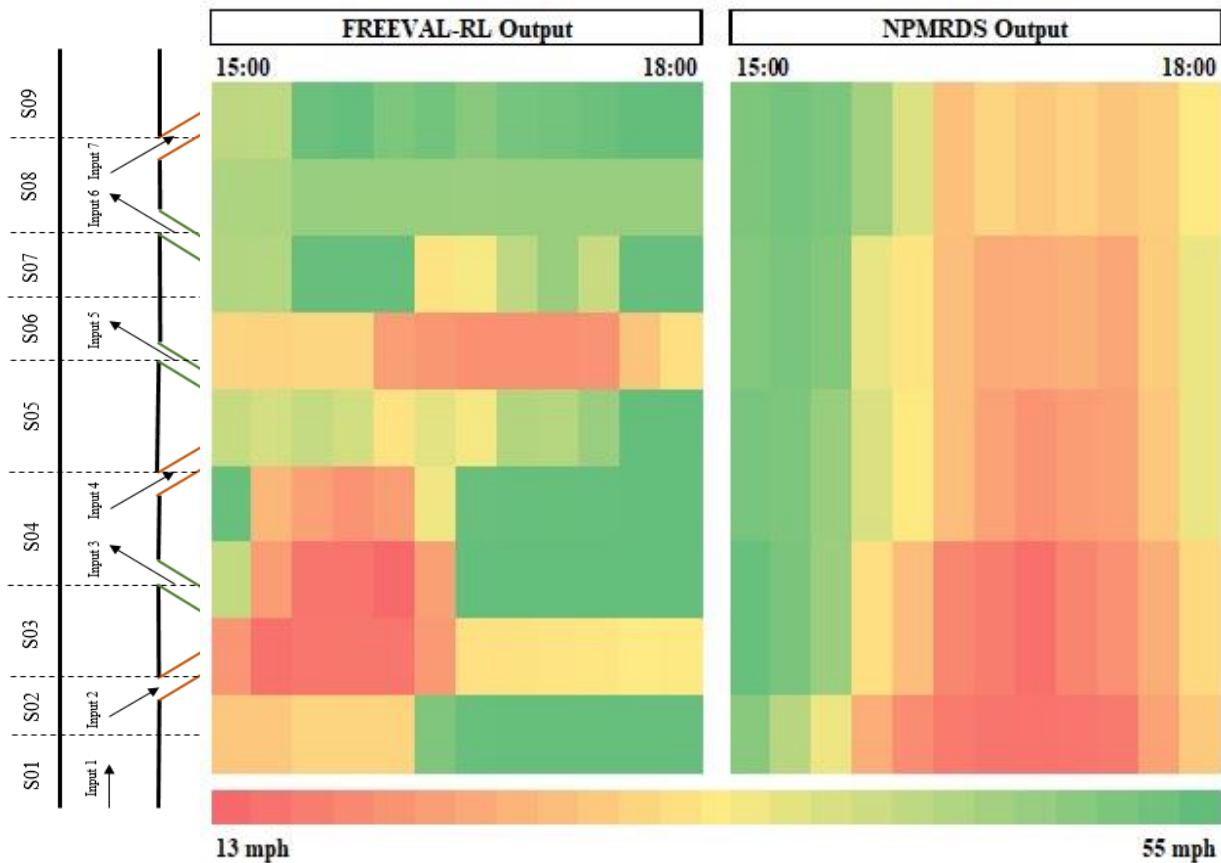 FREEVAL-RL Output
NPMRDS Output
15:00
18:00
15:00
18:00
S09
Input 7
S08
Input 6
S07
S06
Input 5
S05
Input 4
S04
Input 3
S03
Input 2
S02
S01
Input 1
13 mph
55 mph